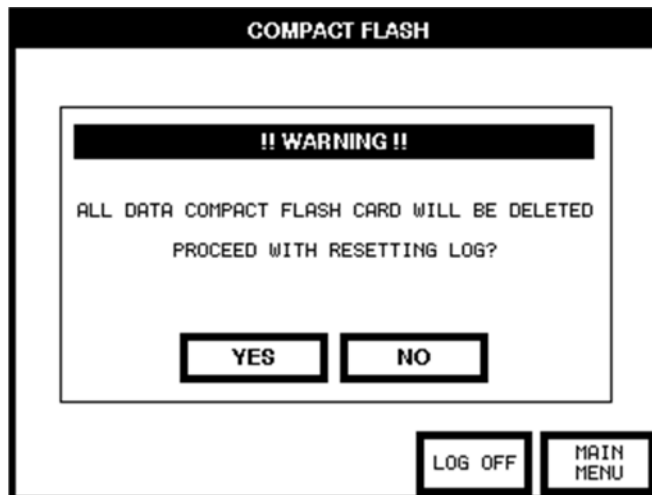 COMPACT FLASH
!! WARNING !!
ALL DATA COMPACT FLASH CARD WILL BE DELETED
PROCEED WITH RESETTING LOG?
YES
NO
LOG OFF
MAIN
MENU